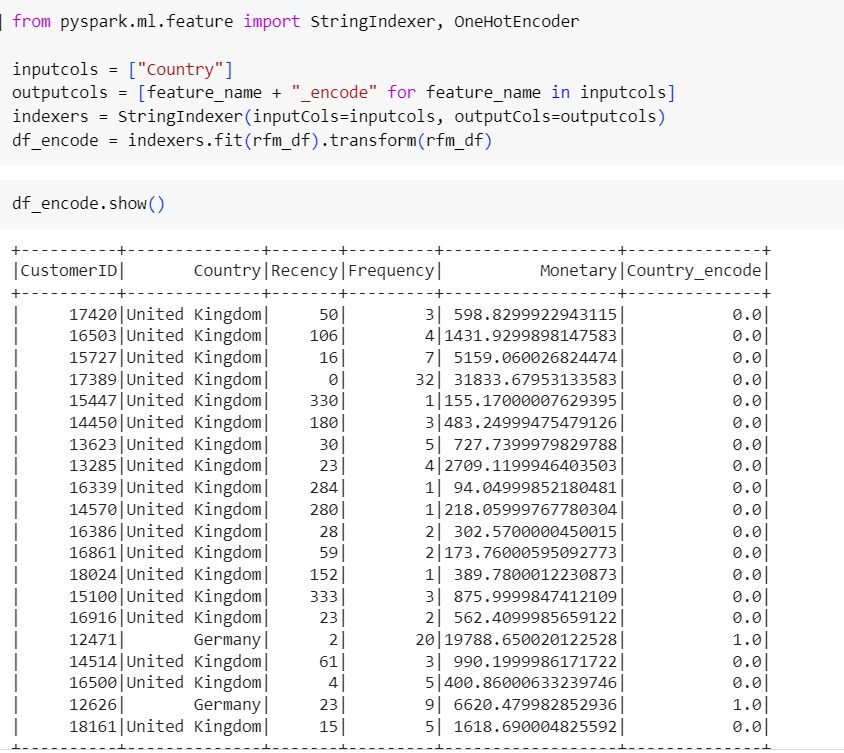 from pyspark.ml.feature import StringIndexer, OneHotEncoder
inputcols = ["Country"]
outputcols = [feature_name + "_encode" for feature_name in inputcols]
indexers = StringIndexer(inputCols=inputcols, outputCols=outputcols)
df_encode = indexers.fit(rfm_df).transform(rfm_df)
df_encode.show()
+----------+--------------+-------+---------+------------------+--------------+
|CustomerID|       Country|Recency|Frequency|          Monetary|Country_encode|
+----------+--------------+-------+---------+------------------+--------------+
|     17420|United Kingdom|     50|        3| 598.8299922943115|           0.0|
|     16503|United Kingdom|    106|        4|1431.9299898147583|           0.0|
|     15727|United Kingdom|     16|        7| 5159.060026824474|           0.0|
|     17389|United Kingdom|      0|       32| 31833.67953133583|           0.0|
|     15447|United Kingdom|    330|        1|155.17000007629395|           0.0|
|     14450|United Kingdom|    180|        3|483.24999475479126|           0.0|
|     13623|United Kingdom|     30|        5| 727.7399979829788|           0.0|
|     13285|United Kingdom|     23|        4|2709.1199946403503|           0.0|
|     16339|United Kingdom|    284|        1| 94.04999852180481|           0.0|
|     14570|United Kingdom|    280|        1|218.05999767780304|           0.0|
|     16386|United Kingdom|     28|        2| 302.5700000450015|           0.0|
|     16861|United Kingdom|     59|        2|173.76000595092773|           0.0|
|     18024|United Kingdom|    152|        1| 389.7800012230873|           0.0|
|     15100|United Kingdom|    333|        3| 875.9999847412109|           0.0|
|     16916|United Kingdom|     23|        2| 562.4099985659122|           0.0|
|     12471|       Germany|      2|       20|19788.650020122528|           1.0|
|     14514|United Kingdom|     61|        3| 990.1999986171722|           0.0|
|     16500|United Kingdom|      4|        5|400.86000633239746|           0.0|
|     12626|       Germany|     23|        9| 6620.479982852936|           1.0|
|     18161|United Kingdom|     15|        5| 1618.690004825592|           0.0|
+----------+--------------+-------+---------+------------------+--------------+